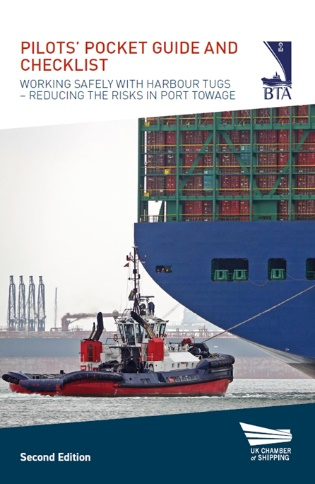 PILOTS' POCKET GUIDE AND
CHECKLIST
WORKING SAFELY WITH HARBOUR TUGS
– REDUCING THE RISKS IN PORT TOWAGE
BTA
Second Edition
UK CHAMBER
of SHIPPING